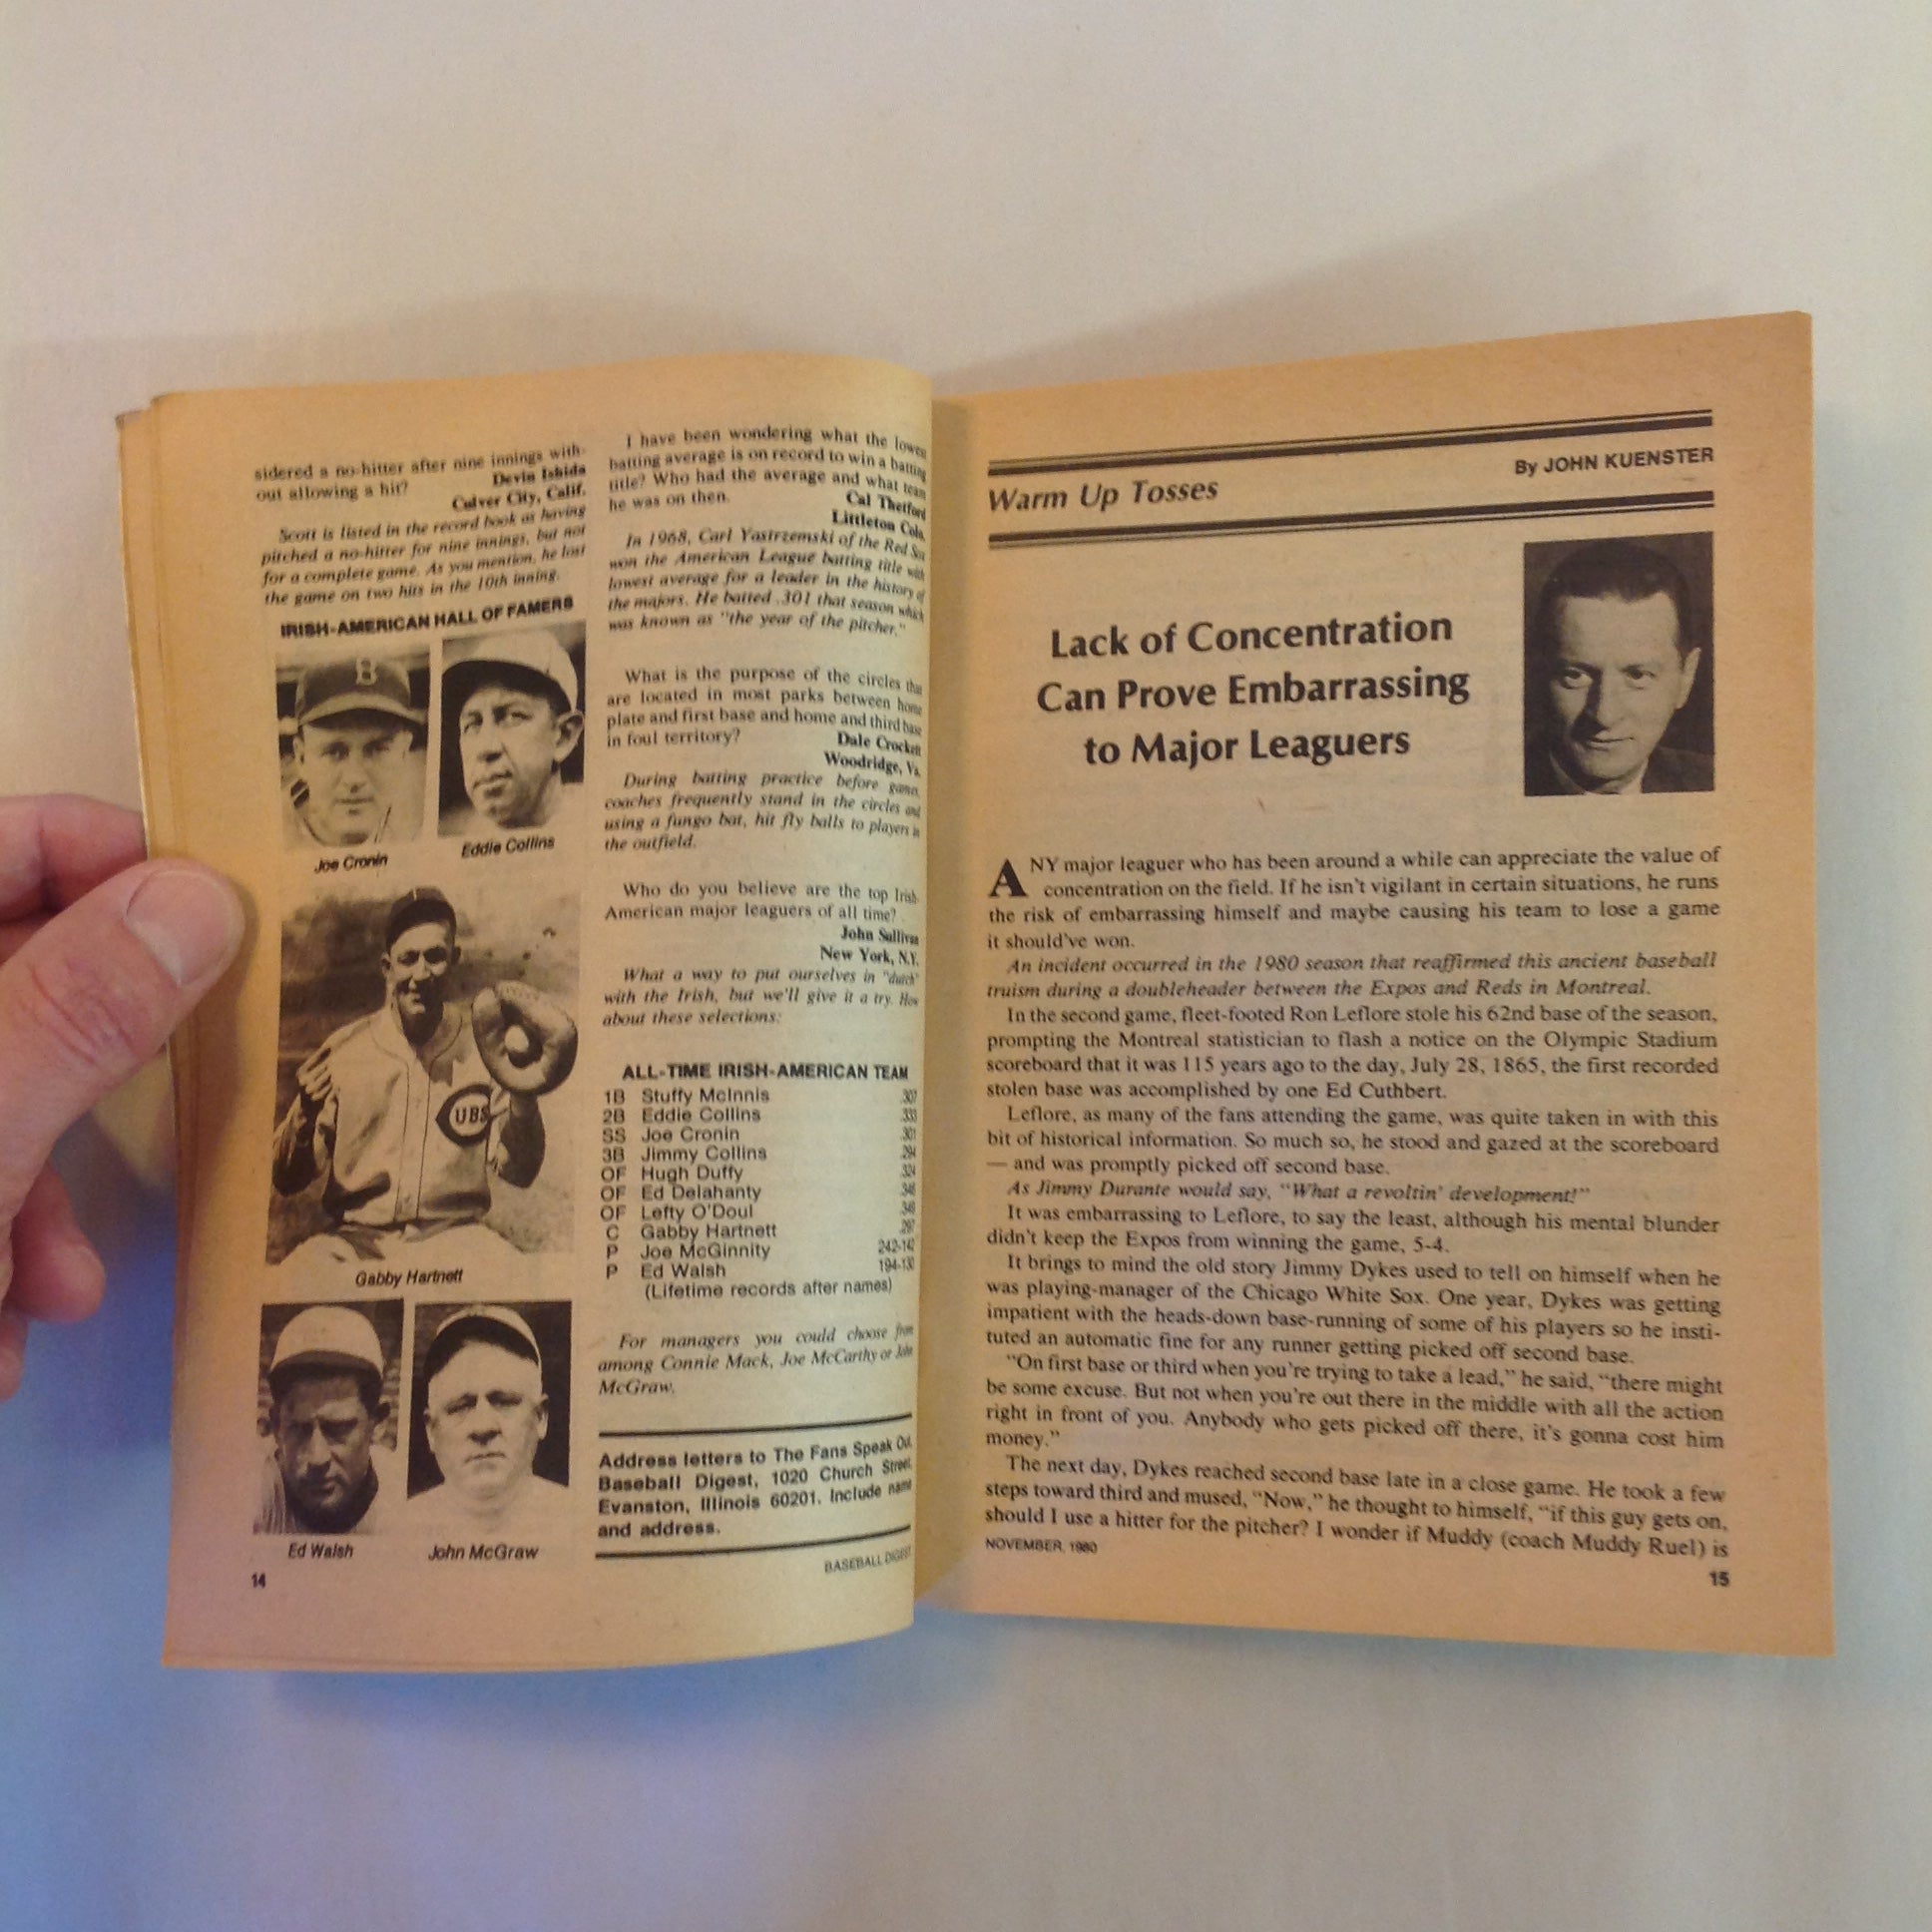 sidered a no-hitter after nine innings with-
out allowing a hit?
Devin Ishida
Culver City, Calif.
Scott is listed in the record book as having
pitched a no-hitter for nine innings, but not
for a complete game. As you mention, he lost
the game on two hits in the 10th inning.
IRISH-AMERICAN HALL OF FAMERS
B
Joe Cronin
Eddie Collins
CUBS
Gabby Hartnett
Ed Walsh
John McGraw
14
I have been wondering what the lowest
batting average is on record to win a batting
title? Who had the average and what team
he was on then.
Cal Thetford
Littleton Colo.
In 1968, Carl Yastrzemski of the Red Sox
won the American League batting title with
lowest average for a leader in the history of
the majors. He batted .301 that season which
was known as "the year of the pitcher."
What is the purpose of the circles that
are located in most parks between home
plate and first base and home and third base
in foul territory?
Dale Crockett
Woodridge, Va.
During batting practice before games,
coaches frequently stand in the circles and
using a fungo bat, hit fly balls to players in
the outfield.
Who do you believe are the top Irish-
American major leaguers of all time?
John Sullivan
New York, N.Y.
What a way to put ourselves in "dutch"
with the Irish, but we'll give it a try. How
about these selections:
ALL-TIME IRISH-AMERICAN TEAM
1B Stuffy McInnis .307
2B Eddie Collins .333
SS Joe Cronin .301
3B Jimmy Collins .294
OF Hugh Duffy .324
OF Ed Delahanty .346
OF Lefty O'Doul .349
C Gabby Hartnett .297
P Joe McGinnity 242-142
P Ed Walsh 194-130
(Lifetime records after names)
For managers you could choose from
among Connie Mack, Joe McCarthy or John
McGraw.
Address letters to The Fans Speak Out,
Baseball Digest, 1020 Church Street,
Evanston, Illinois 60201. Include name
and address.
BASEBALL DIGEST
By JOHN KUENSTER
Warm Up Tosses
Lack of Concentration
Can Prove Embarrassing
to Major Leaguers
ANY major leaguer who has been around a while can appreciate the value of
concentration on the field. If he isn't vigilant in certain situations, he runs
the risk of embarrassing himself and maybe causing his team to lose a game
it should've won.
An incident occurred in the 1980 season that reaffirmed this ancient baseball
truism during a doubleheader between the Expos and Reds in Montreal.
In the second game, fleet-footed Ron Leflore stole his 62nd base of the season,
prompting the Montreal statistician to flash a notice on the Olympic Stadium
scoreboard that it was 115 years ago to the day, July 28, 1865, the first recorded
stolen base was accomplished by one Ed Cuthbert.
Leflore, as many of the fans attending the game, was quite taken in with this
bit of historical information. So much so, he stood and gazed at the scoreboard
— and was promptly picked off second base.
As Jimmy Durante would say, "What a revoltin' development!"
It was embarrassing to Leflore, to say the least, although his mental blunder
didn't keep the Expos from winning the game, 5-4.
It brings to mind the old story Jimmy Dykes used to tell on himself when he
was playing-manager of the Chicago White Sox. One year, Dykes was getting
impatient with the heads-down base-running of some of his players so he insti-
tuted an automatic fine for any runner getting picked off second base.
"On first base or third when you're trying to take a lead," he said, "there might
be some excuse. But not when you're out there in the middle with all the action
right in front of you. Anybody who gets picked off there, it's gonna cost him
money."
The next day, Dykes reached second base late in a close game. He took a few
steps toward third and mused, "Now," he thought to himself, "if this guy gets on,
should I use a hitter for the pitcher? I wonder if Muddy (coach Muddy Ruel) is
NOVEMBER, 1980
15